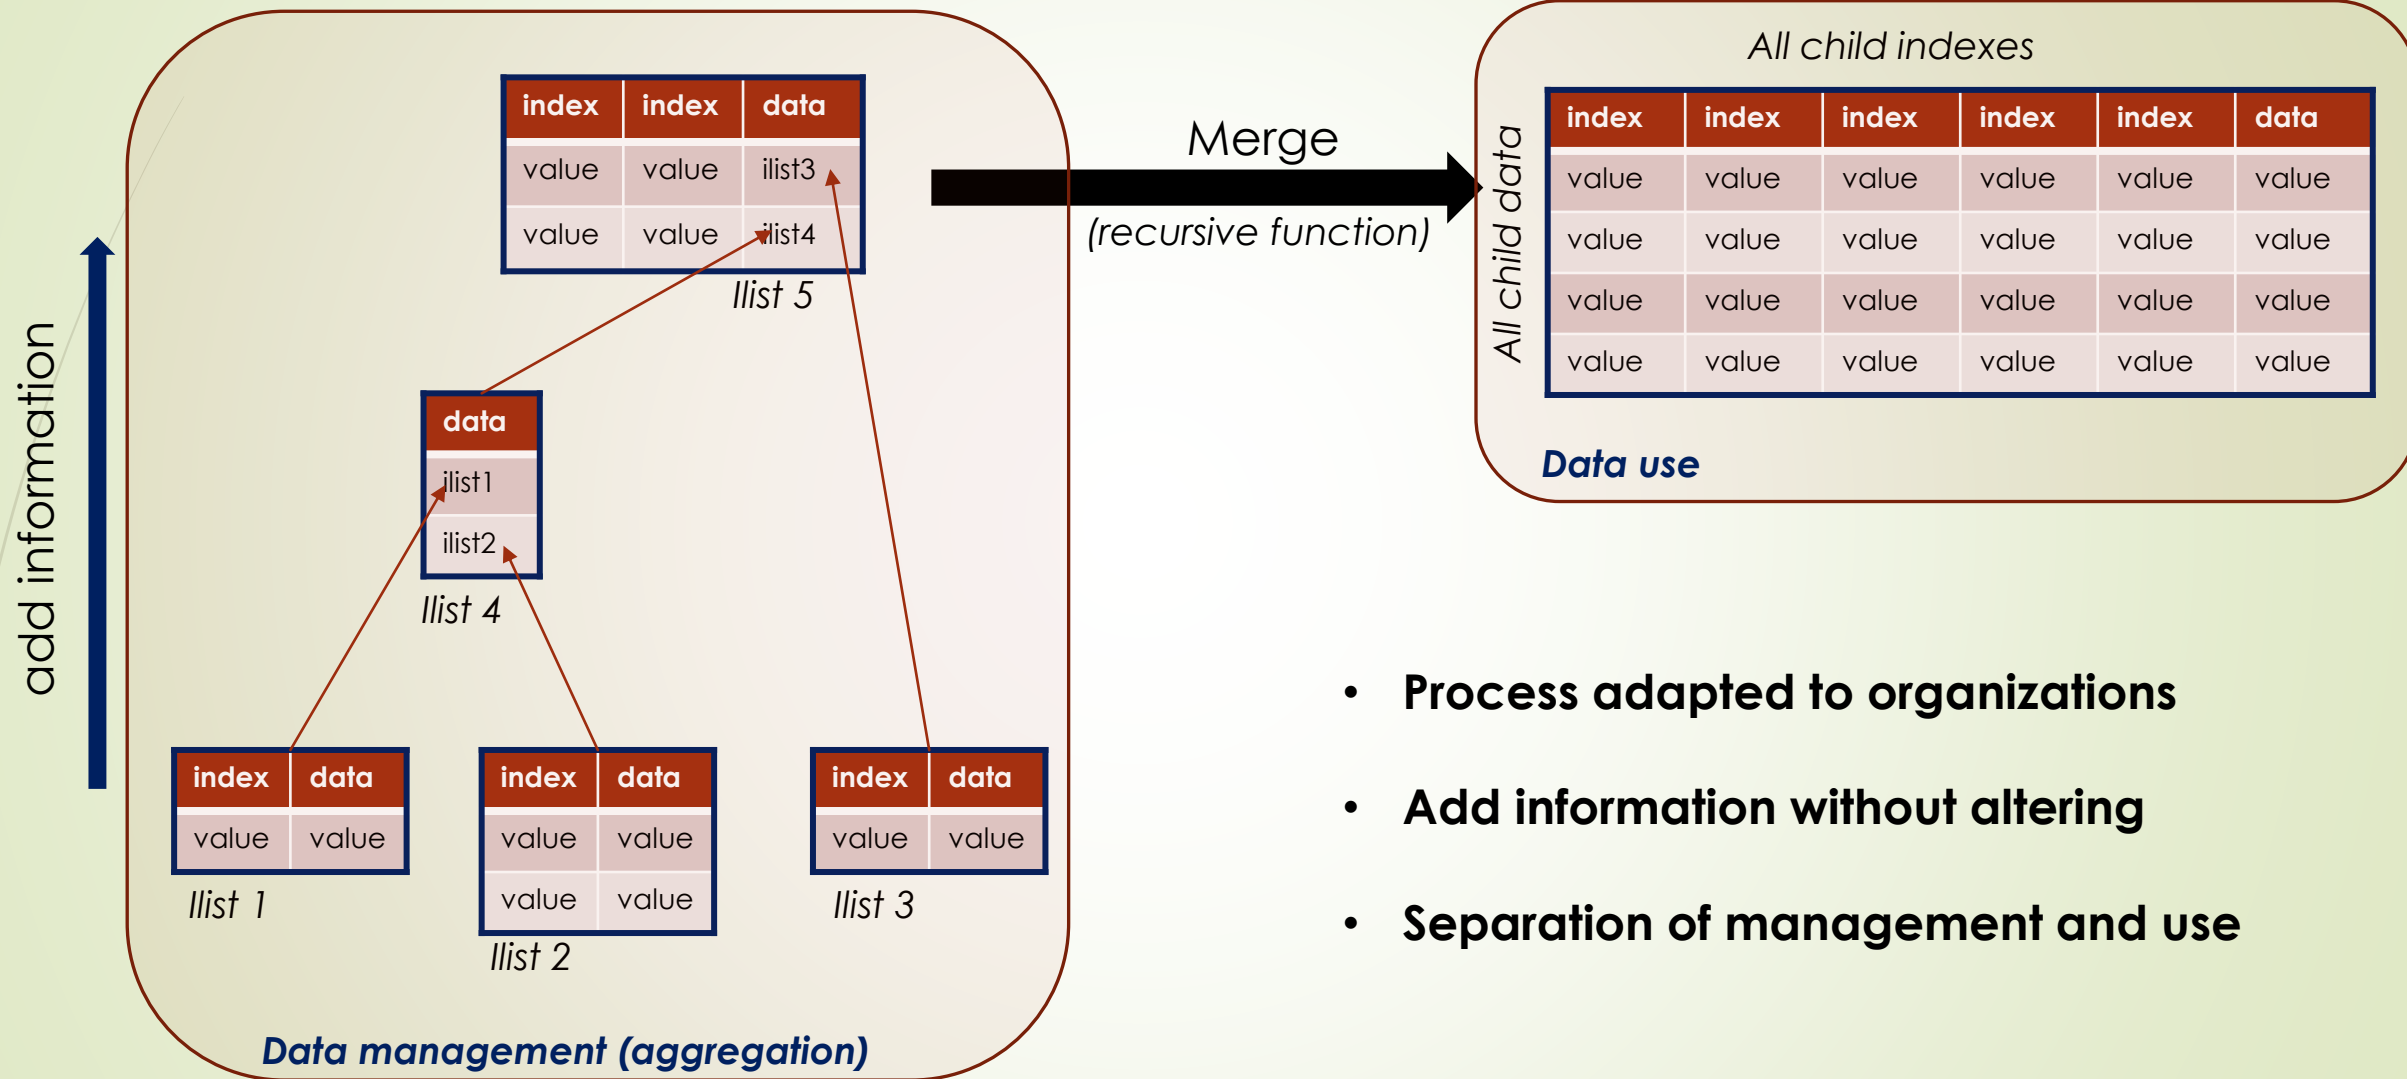 add information
index index data
value value ilist3
value value ilist4
Ilist 5
data
ilist1
ilist2
Ilist 4
index data
value value
Ilist 1
index data
value value
value value
Ilist 2
index data
value value
Ilist 3
Data management (aggregation)
Merge
(recursive function)
All child indexes
All child data
index index index index index data
value value value value value value
value value value value value value
value value value value value value
value value value value value value
Data use
• Process adapted to organizations
• Add information without altering
• Separation of management and use